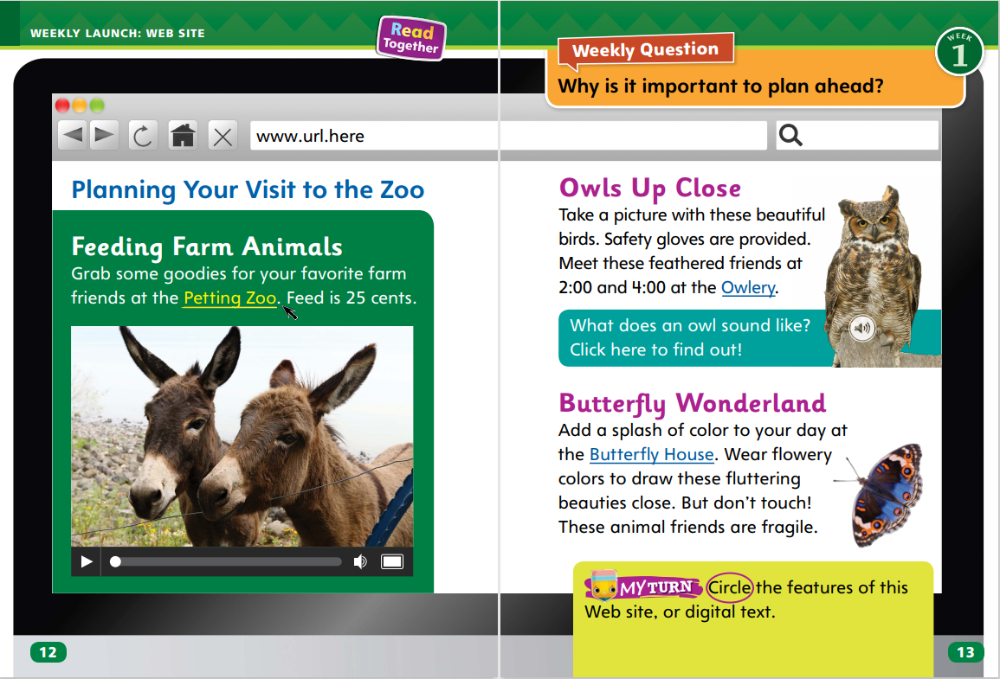 WEEKLY LAUNCH: WEB SITE
Read
Together
Weekly Question
Why is it important to plan ahead?
WEEK
1
www.url.here
Planning Your Visit to the Zoo
Feeding Farm Animals
Grab some goodies for your favorite farm
friends at the Petting Zoo. Feed is 25 cents.
Owls Up Close
Take a picture with these beautiful
birds. Safety gloves are provided.
Meet these feathered friends at
2:00 and 4:00 at the Owlery.
What does an owl sound like?
Click here to find out!
Butterfly Wonderland
Add a splash of color to your day at
the Butterfly House. Wear flowery
colors to draw these fluttering
beauties close. But don't touch!
These animal friends are fragile.
MY TURN Circle the features of this
Web site, or digital text.
12
13